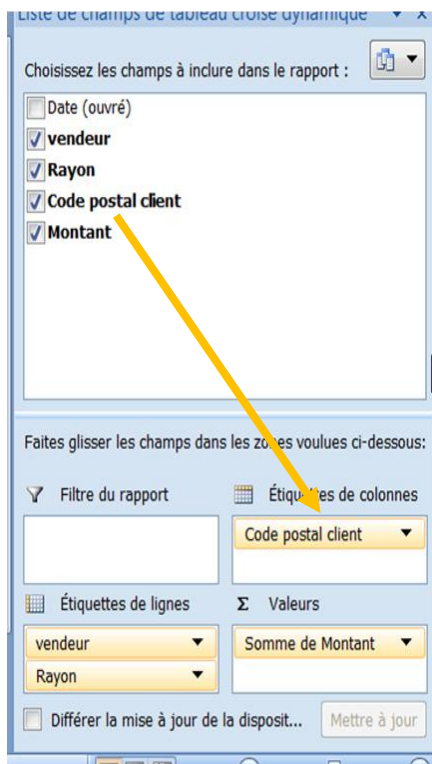 Liste de champs de tableau croisé dynamique
Choisissez les champs à inclure dans le rapport :
Date (ouvré)
vendeur
Rayon
Code postal client
Montant
Faites glisser les champs dans les zones voulues ci-dessous:
Filtre du rapport
Étiquettes de colonnes
Code postal client
Étiquettes de lignes
Σ Valeurs
vendeur
Somme de Montant
Rayon
Différer la mise à jour de la disposit...
Mettre à jour